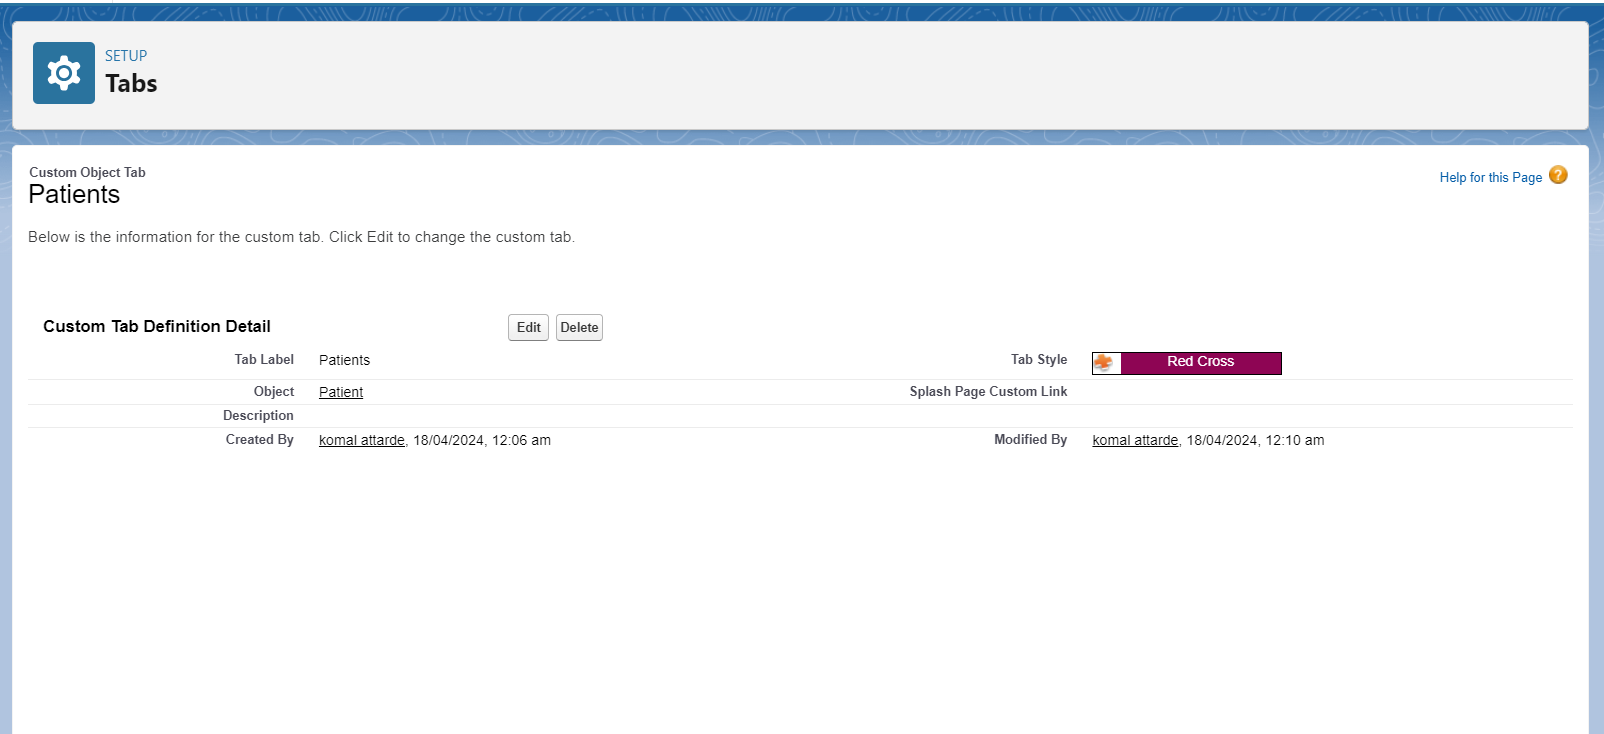 SETUP
Tabs
Custom Object Tab
Patients
Help for this Page ?
Below is the information for the custom tab. Click Edit to change the custom tab.
Custom Tab Definition Detail Edit Delete
Tab Label Patients Tab Style Red Cross
Object Patient Splash Page Custom Link
Description
Created By komal attarde, 18/04/2024, 12:06 am Modified By komal attarde, 18/04/2024, 12:10 am